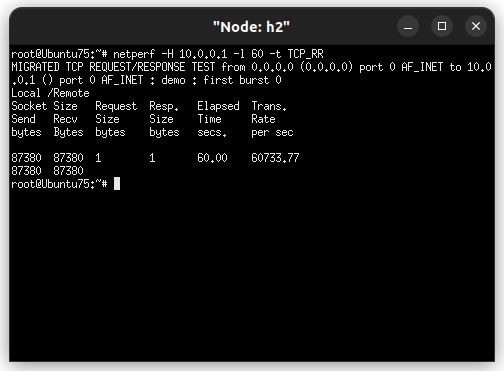 "Node: h2"
root@Ubuntu75:~# netperf -H 10.0.0.1 -l 60 -t TCP_RR
MIGRATED TCP REQUEST/RESPONSE TEST from 0.0.0.0 (0.0.0.0) port 0 AF_INET to 10.0
.0.1 () port 0 AF_INET : demo : first burst 0
Local /Remote
Socket Size   Request  Resp.   Elapsed  Trans.
Send   Recv   Size     Size    Time     Rate
bytes  Bytes  bytes    bytes   secs.    per sec
87380  87380  1        1       60.00    60733.77
87380  87380
root@Ubuntu75:~#